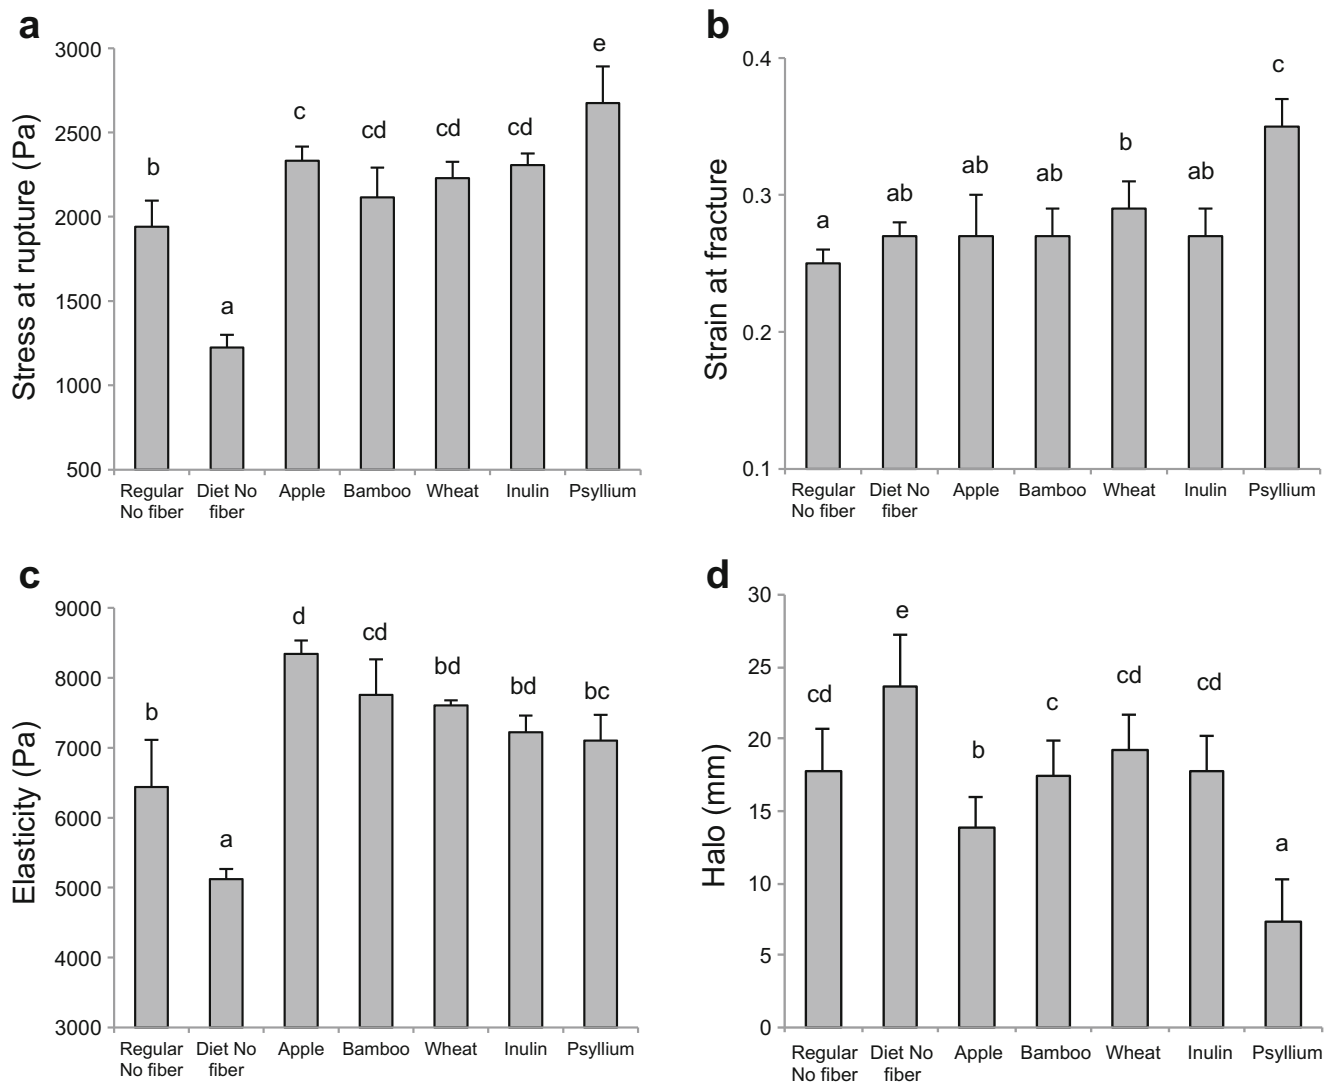 a
Stress at rupture (Pa)
3000
2500
2000
1500
1000
500
b
a
c
cd
cd
cd
e
Regular Diet No Apple Bamboo Wheat Inulin Psyllium
No fiber fiber
b
Strain at fracture
0.4
0.3
0.2
0.1
a
ab
ab
ab
b
ab
c
Regular Diet No Apple Bamboo Wheat Inulin Psyllium
No fiber fiber
c
Elasticity (Pa)
9000
8000
7000
6000
5000
4000
3000
b
a
d
cd
bd
bd
bc
Regular Diet No Apple Bamboo Wheat Inulin Psyllium
No fiber fiber
d
Halo (mm)
30
25
20
15
10
5
0
cd
e
b
c
cd
cd
a
Regular Diet No Apple Bamboo Wheat Inulin Psyllium
No fiber fiber